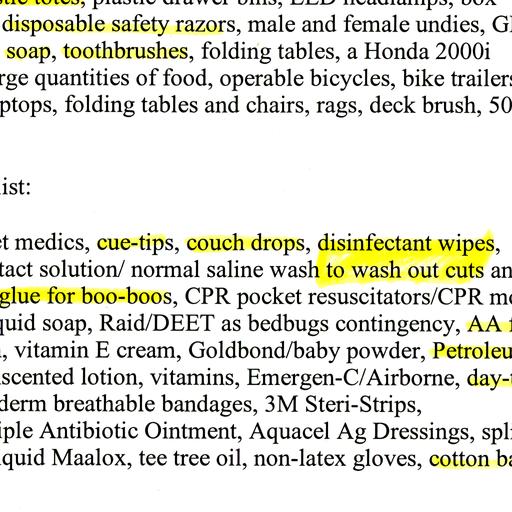 totes, plastic drawer bins, LED headlamps, box
disposable safety razors, male and female undies,
soap, toothbrushes, folding tables, a Honda 2000i
rge quantities of food, operable bicycles, bike trailers
ptops, folding tables and chairs, rags, deck brush, 50
ist:
et medics, cue-tips, couch drops, disinfectant wipes,
tact solution/ normal saline wash to wash out cuts an
glue for boo-boos, CPR pocket resuscitators/CPR m
quid soap, Raid/DEET as bedbugs contingency, AA
, vitamin E cream, Goldbond/baby powder, Petroleu
scented lotion, vitamins, Emergen-C/Airborne, day-
derm breathable bandages, 3M Steri-Strips,
iple Antibiotic Ointment, Aquacel Ag Dressings, spl
iquid Maalox, tee tree oil, non-latex gloves, cotton ba